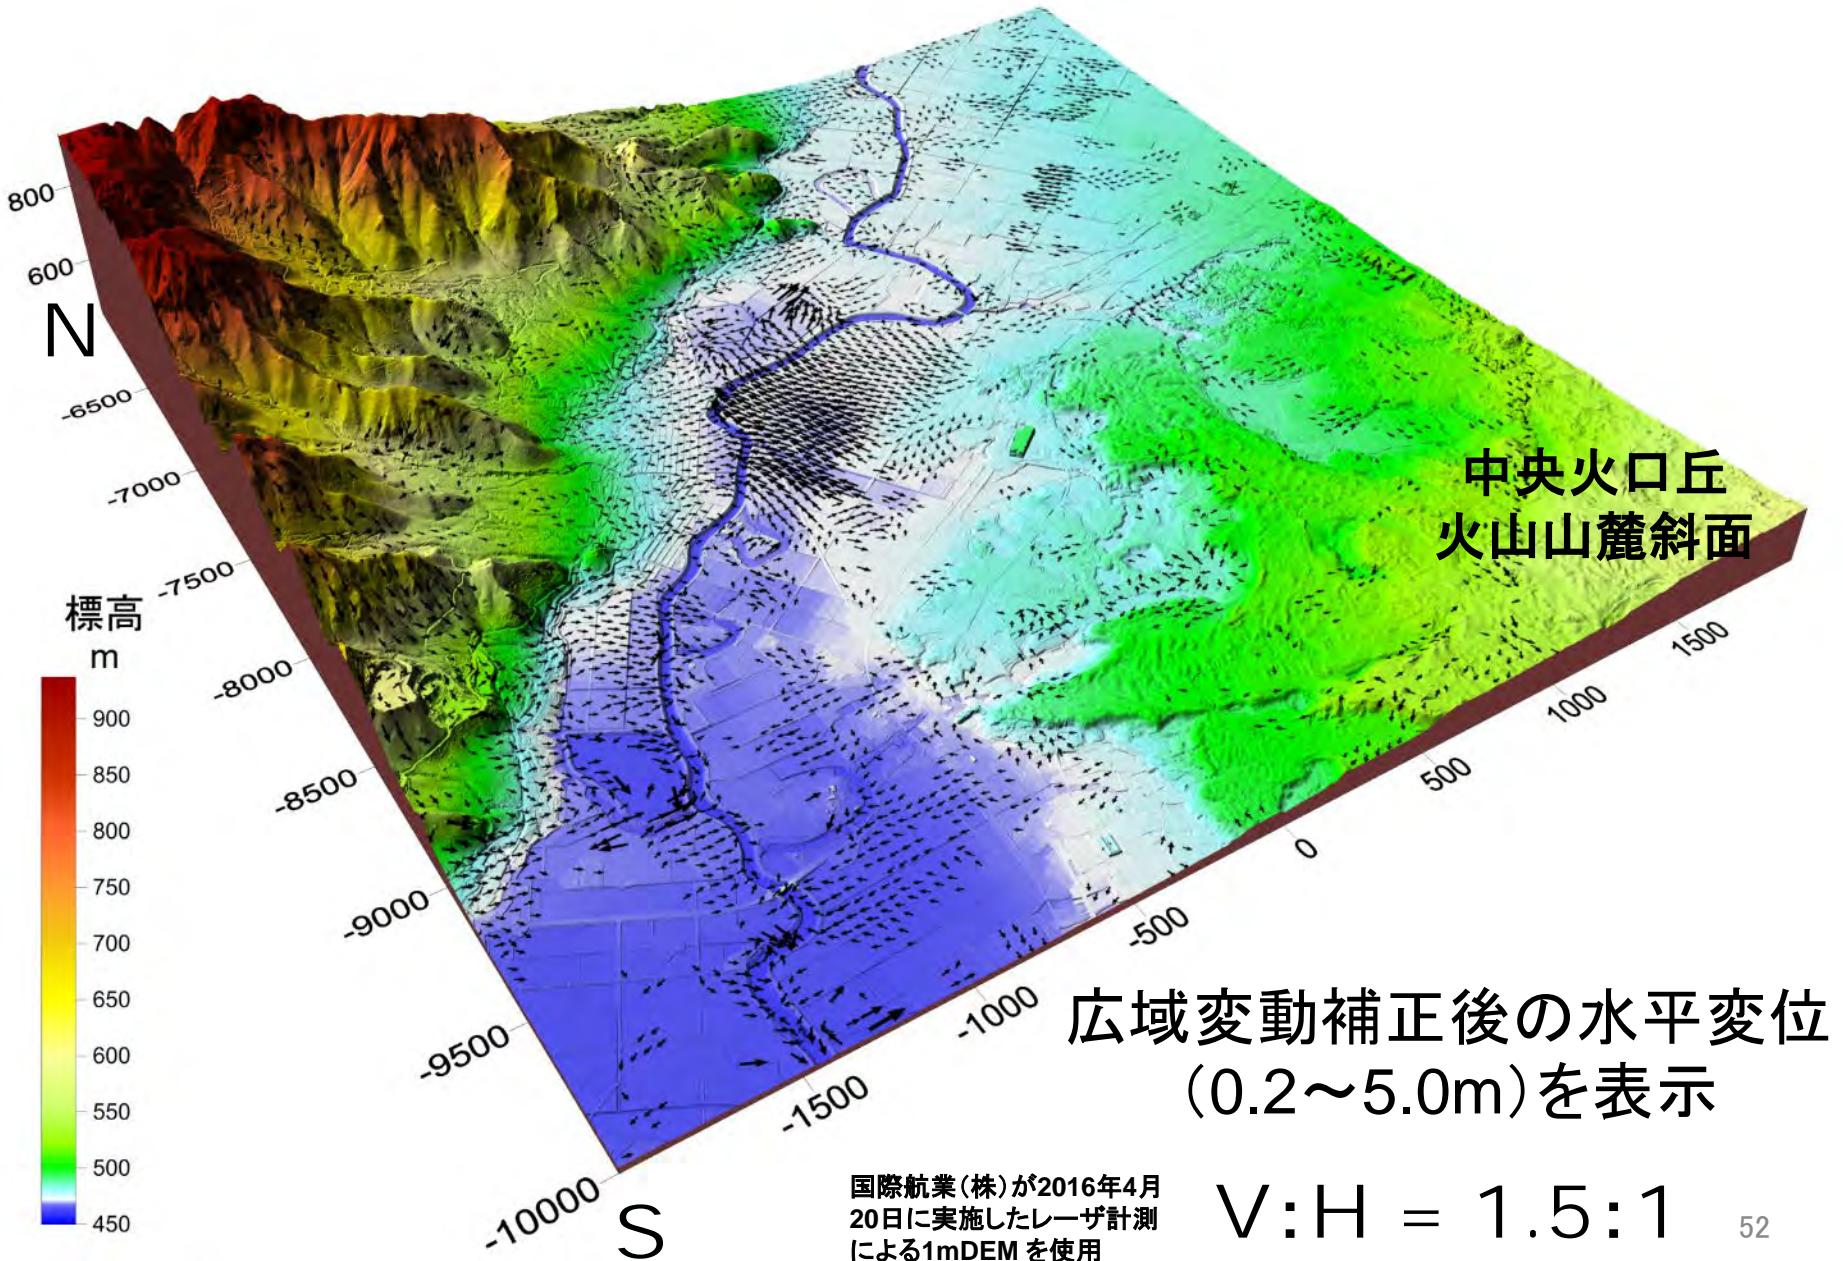 800
600
N
-6500
-7000
-7500
-8000
-8500
-9000
-9500
-10000
S
標高
m
900
850
800
750
700
650
600
550
500
450
中央火口丘
火山山麓斜面
1500
1000
500
0
-500
-1000
-1500
広域変動補正後の水平変位
（0.2～5.0m）を表示
国際航業（株）が2016年4月
20日に実施したレーザ計測
による1mDEM を使用
V:H = 1.5:1
52